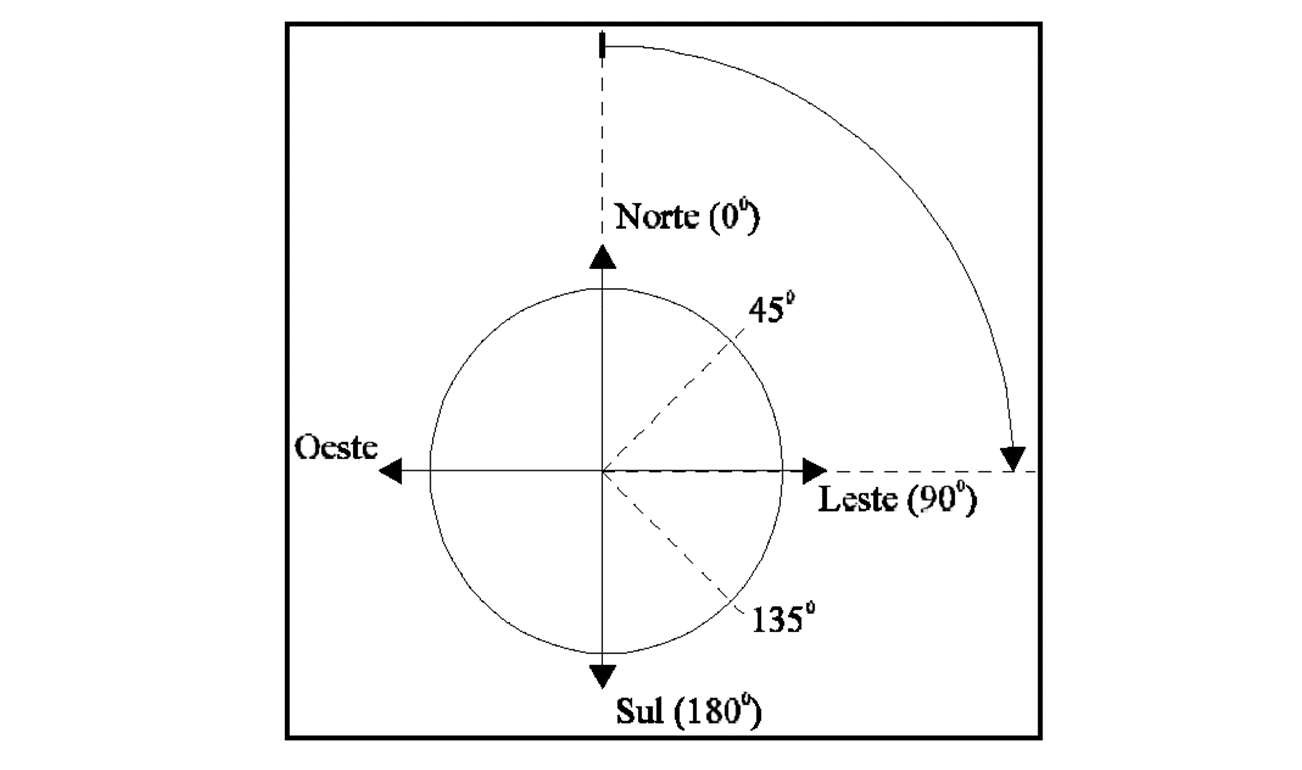 Norte (0⁰)
45⁰
Oeste
Leste (90⁰)
135⁰
Sul (180⁰)